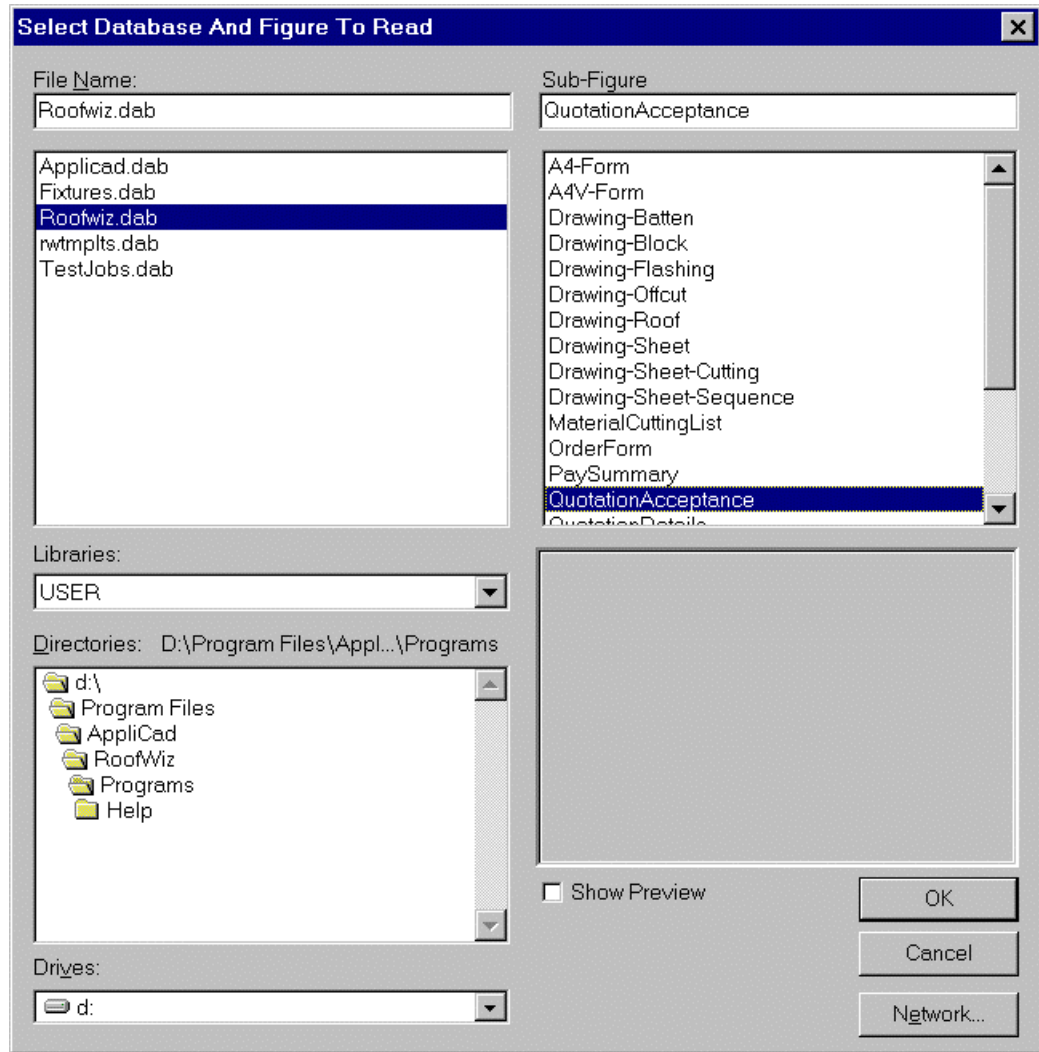 Select Database And Figure To Read
File Name:
Roofwiz.dab
Applicad.dab
Fixtures.dab
Roofwiz.dab
rwtmplts.dab
TestJobs.dab
Libraries:
USER
Directories: D:\Program Files\Appl...\Programs
d:\
Program Files
AppliCad
RoofWiz
Programs
Help
Drives:
d:
Sub-Figure
QuotationAcceptance
A4-Form
A4V-Form
Drawing-Batten
Drawing-Block
Drawing-Flashing
Drawing-Offcut
Drawing-Roof
Drawing-Sheet
Drawing-Sheet-Cutting
Drawing-Sheet-Sequence
MaterialCuttingList
OrderForm
PaySummary
QuotationAcceptance
QuotationDetails
Show Preview
OK
Cancel
Network...